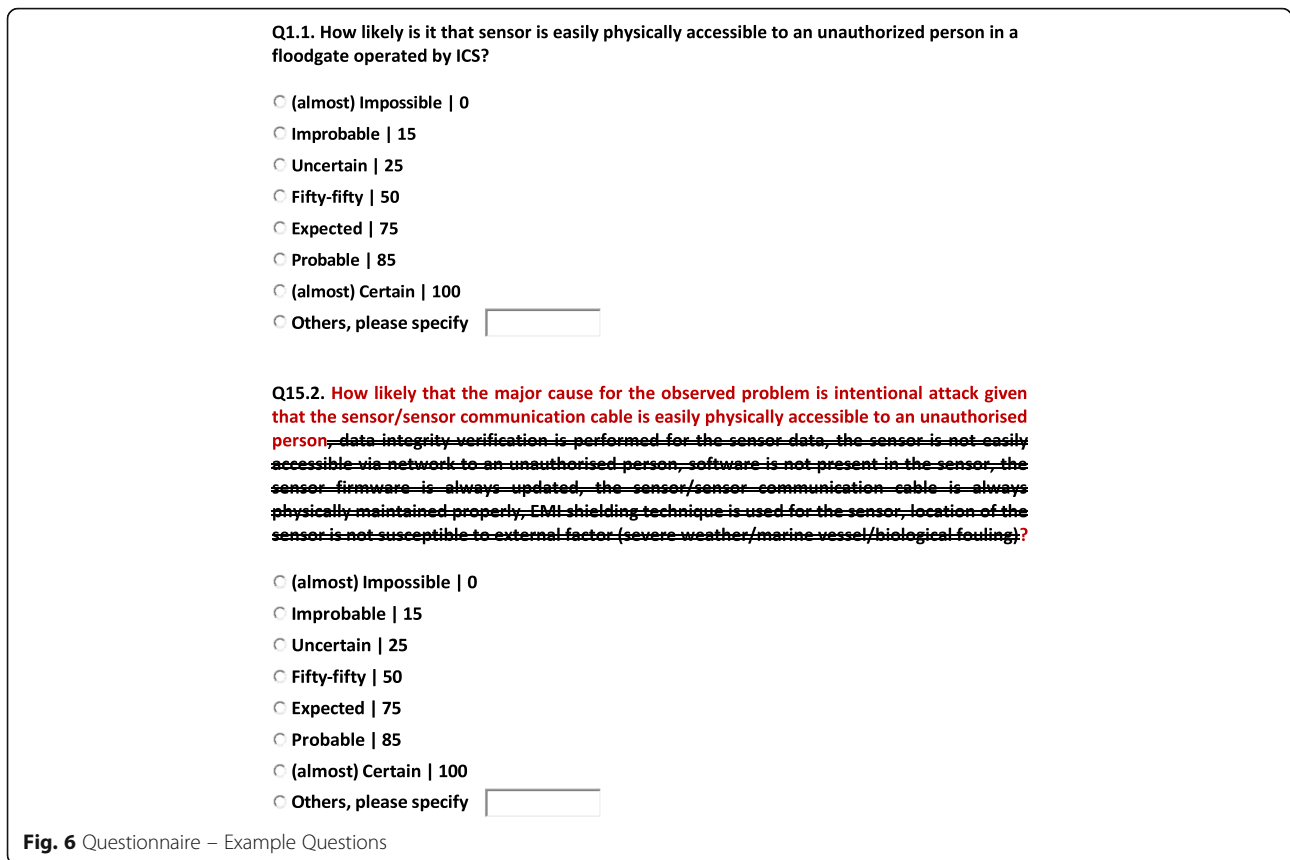 Q1.1. How likely is it that sensor is easily physically accessible to an unauthorized person in a
floodgate operated by ICS?
(almost) Impossible | 0
Improbable | 15
Uncertain | 25
Fifty-fifty | 50
Expected | 75
Probable | 85
(almost) Certain | 100
Others, please specify
Q15.2. How likely that the major cause for the observed problem is intentional attack given
that the sensor/sensor communication cable is easily physically accessible to an unauthorised
person, data integrity verification is performed for the sensor data, the sensor is not easily
accessible via network to an unauthorised person, software is not present in the sensor, the
sensor firmware is always updated, the sensor/sensor communication cable is always
physically maintained properly, EMI shielding technique is used for the sensor, location of the
sensor is not susceptible to external factor (severe weather/marine vessel/biological fouling)?
(almost) Impossible | 0
Improbable | 15
Uncertain | 25
Fifty-fifty | 50
Expected | 75
Probable | 85
(almost) Certain | 100
Others, please specify
Fig. 6 Questionnaire – Example Questions